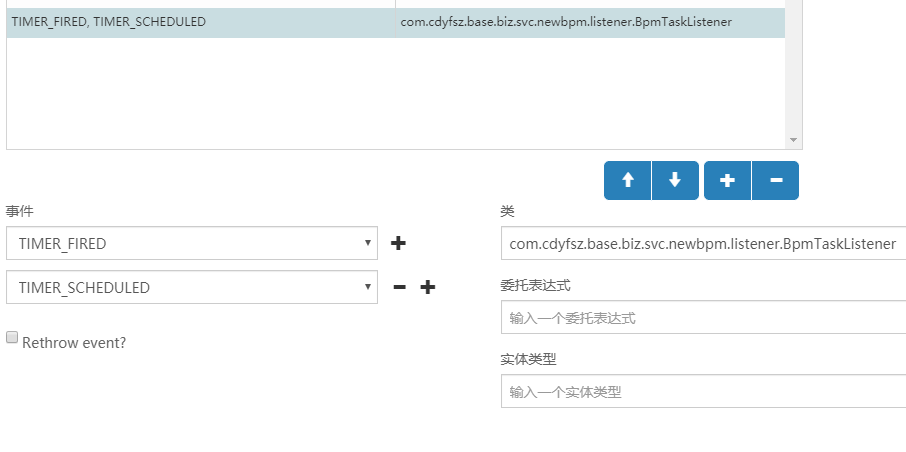 TIMER_FIRED, TIMER_SCHEDULED com.cdyfsz.base.biz.svc.newbpm.listener.BpmTaskListener
事件 类
TIMER_FIRED com.cdyfsz.base.biz.svc.newbpm.listener.BpmTaskListener
TIMER_SCHEDULED 委托表达式
输入一个委托表达式
Rethrow event?
实体类型
输入一个实体类型